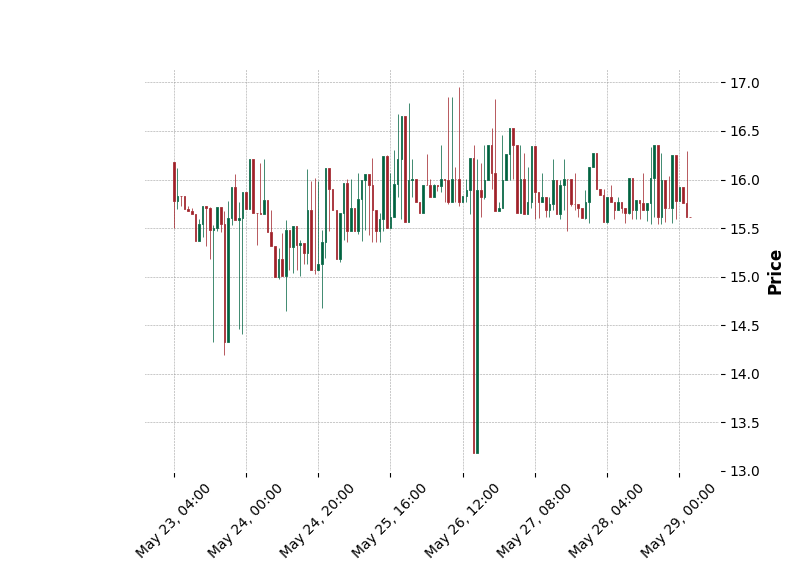 17.0
16.5
16.0
15.5
15.0
14.5
14.0
13.5
13.0
Price
May 23, 04:00
May 24, 00:00
May 24, 20:00
May 25, 16:00
May 26, 12:00
May 27, 08:00
May 28, 04:00
May 29, 00:00